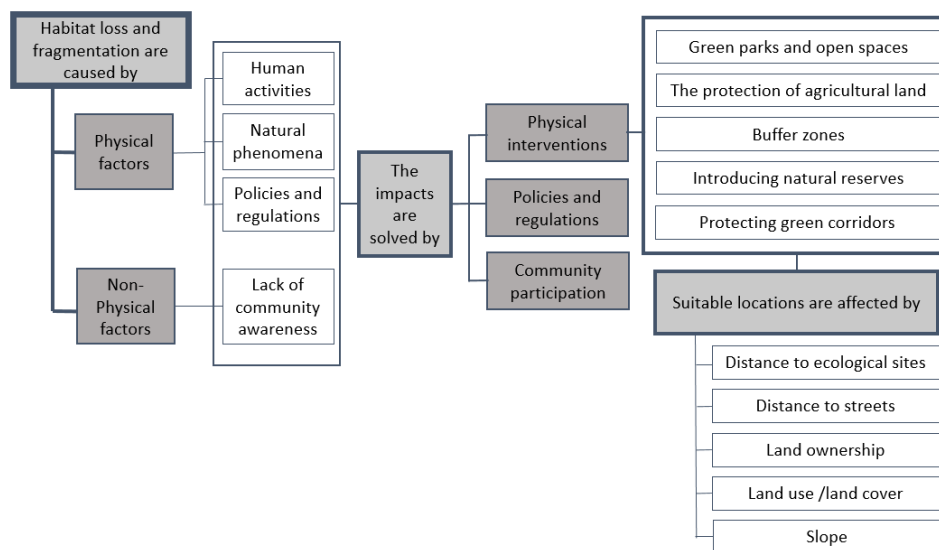 Habitat loss and
fragmentation are
caused by
Physical
factors
Non-
Physical
factors
Human
activities
Natural
phenomena
Policies and
regulations
Lack of
community
awareness
The
impacts
are
solved by
Physical
interventions
Policies and
regulations
Community
participation
Green parks and open spaces
The protection of agricultural land
Buffer zones
Introducing natural reserves
Protecting green corridors
Suitable locations are affected by
Distance to ecological sites
Distance to streets
Land ownership
Land use /land cover
Slope